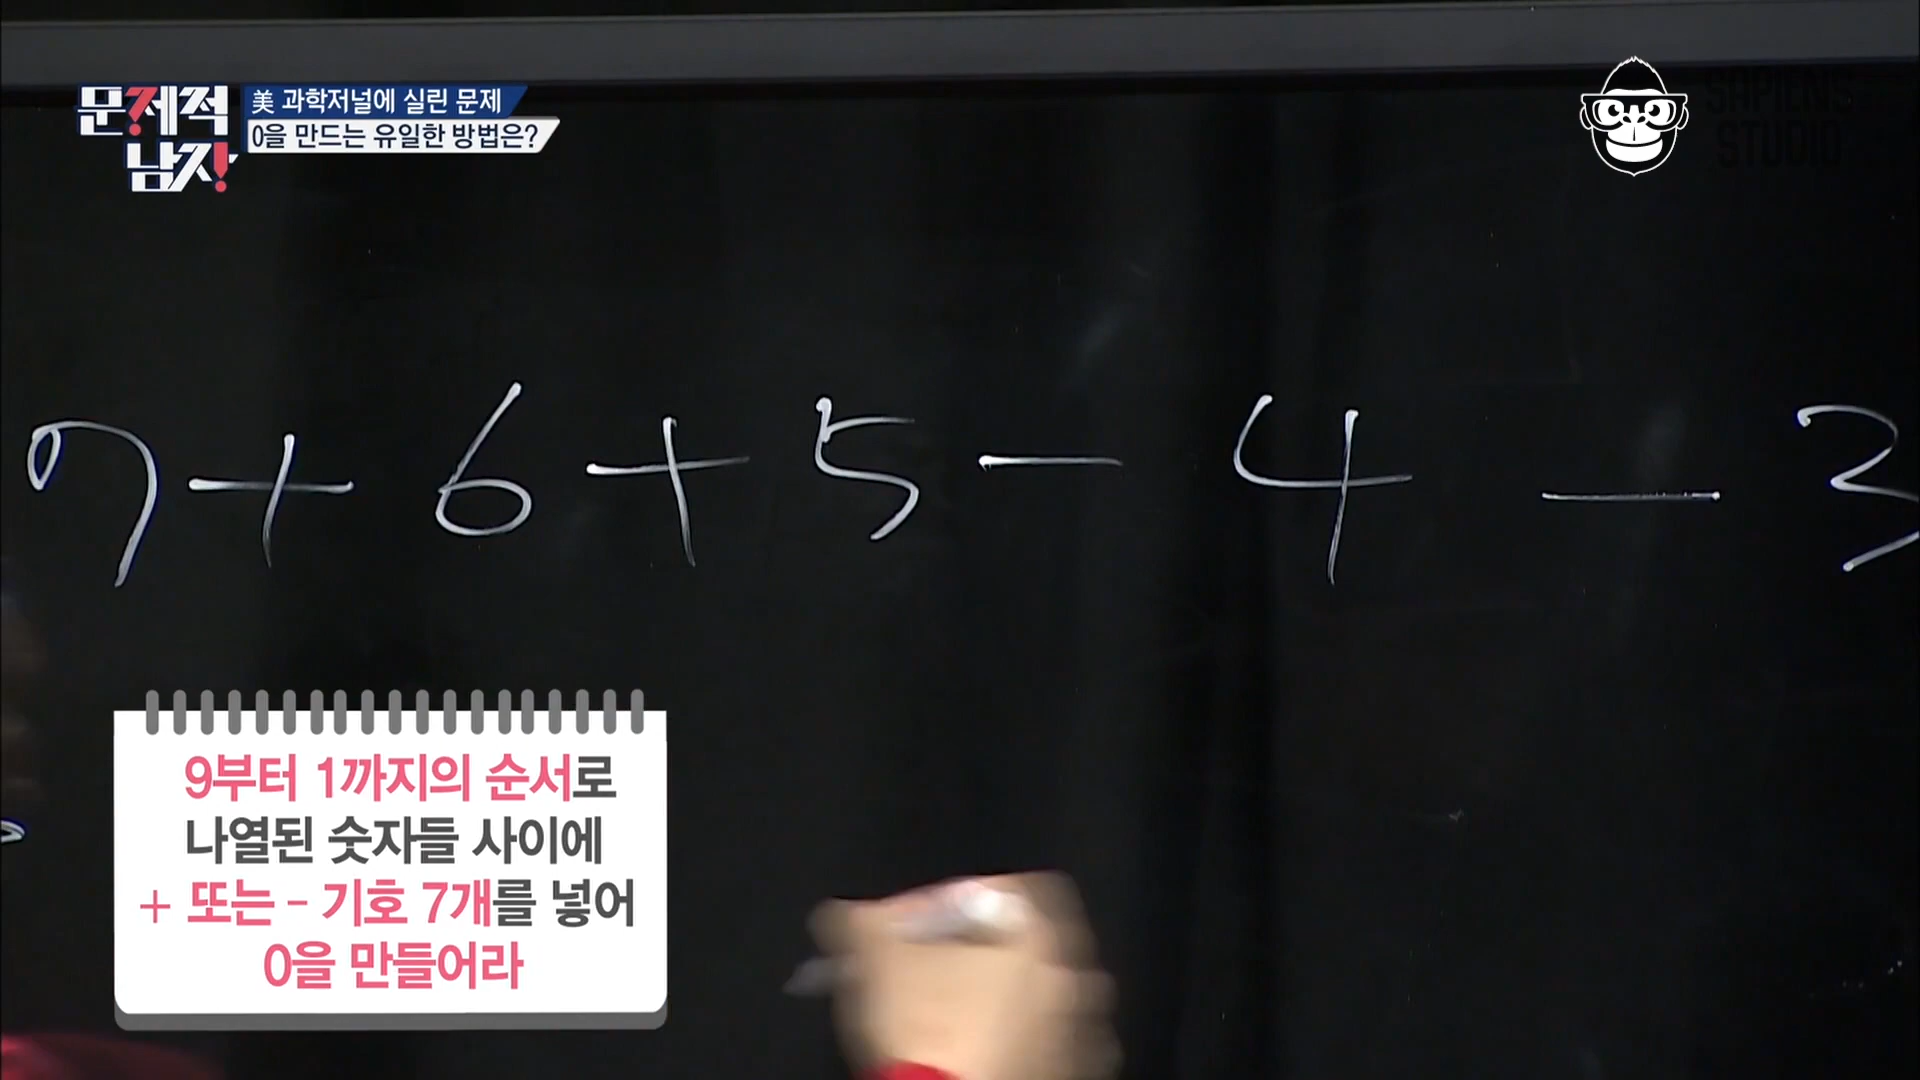 문제적
남자
美 과학저널에 실린 문제
0을 만드는 유일한 방법은?
SAPIENS
STUDIO
7 + 6 + 5 - 4 - 3
9부터 1까지의 순서로
나열된 숫자들 사이에
+ 또는 - 기호 7개를 넣어
0을 만들어라